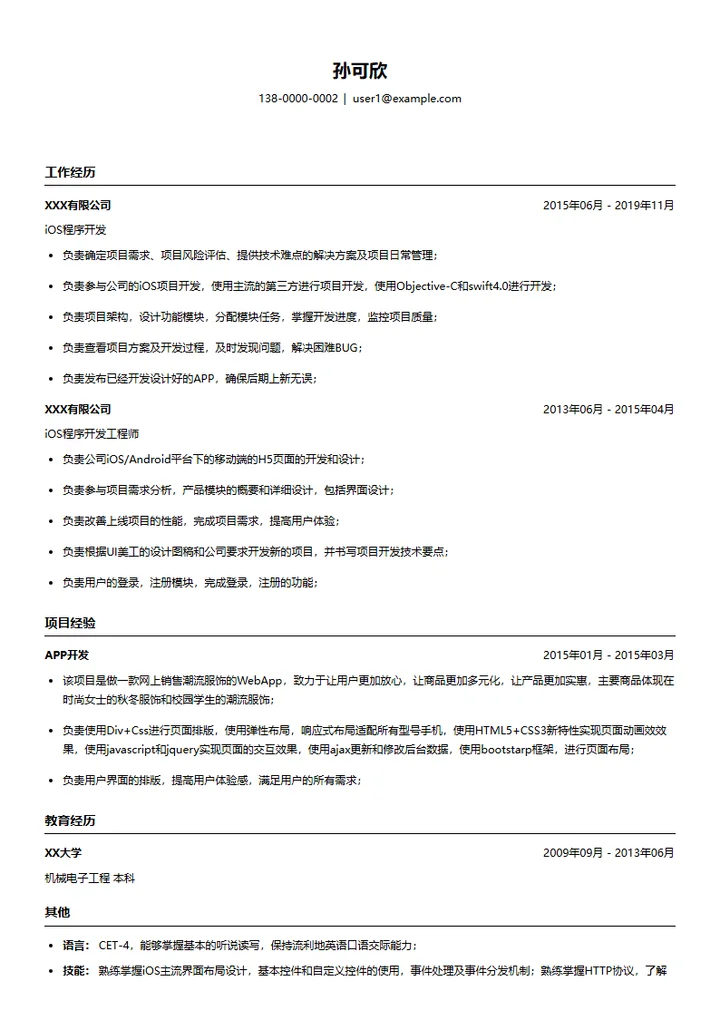 孙可欣
138-0000-0002 | user1@example.com
工作经历
XXX有限公司 2015年06月 - 2019年11月
iOS程序开发
• 负责确定项目需求、项目风险评估、提供技术难点的解决方案及项目日常管理；
• 负责参与公司的iOS项目开发，使用主流的第三方进行项目开发，使用Objective-C和swift4.0进行开发；
• 负责项目架构，设计功能模块，分配模块任务，掌握开发进度，监控项目质量；
• 负责查看项目方案及开发过程，及时发现问题，解决困难BUG；
• 负责发布已经开发设计好的APP，确保后期上新无误；
XXX有限公司 2013年06月 - 2015年04月
iOS程序开发工程师
• 负责公司iOS/Android平台下的移动端的H5页面的开发和设计；
• 负责参与项目需求分析，产品模块的概要和详细设计，包括界面设计；
• 负责改善上线项目的性能，完成项目需求，提高用户体验；
• 负责根据UI美工的设计图稿和公司要求开发新的项目，并书写项目开发技术要点；
• 负责用户的登录，注册模块，完成登录，注册的功能；
项目经验
APP开发 2015年01月 - 2015年03月
• 该项目是做一款网上销售潮流服饰的WebApp，致力于让用户更加放心，让商品更加多元化，让产品更加实惠，主要商品体现在
时尚女士的秋冬服饰和校园学生的潮流服饰；
• 负责使用Div+Css进行页面排版，使用弹性布局，响应式布局适配所有型号手机，使用HTML5+CSS3新特性实现页面动画效效
果，使用javascript和jquery实现页面的交互效果，使用ajax更新和修改后台数据，使用bootstarp框架，进行页面布局；
• 负责用户界面的排版，提高用户体验感，满足用户的所有需求；
教育经历
XX大学 2009年09月 - 2013年06月
机械电子工程 本科
其他
• 语言： CET-4，能够掌握基本的听说读写，保持流利地英语口语交际能力；
• 技能： 熟练掌握iOS主流界面布局设计，基本控件和自定义控件的使用，事件处理及事件分发机制；熟练掌握HTTP协议，了解